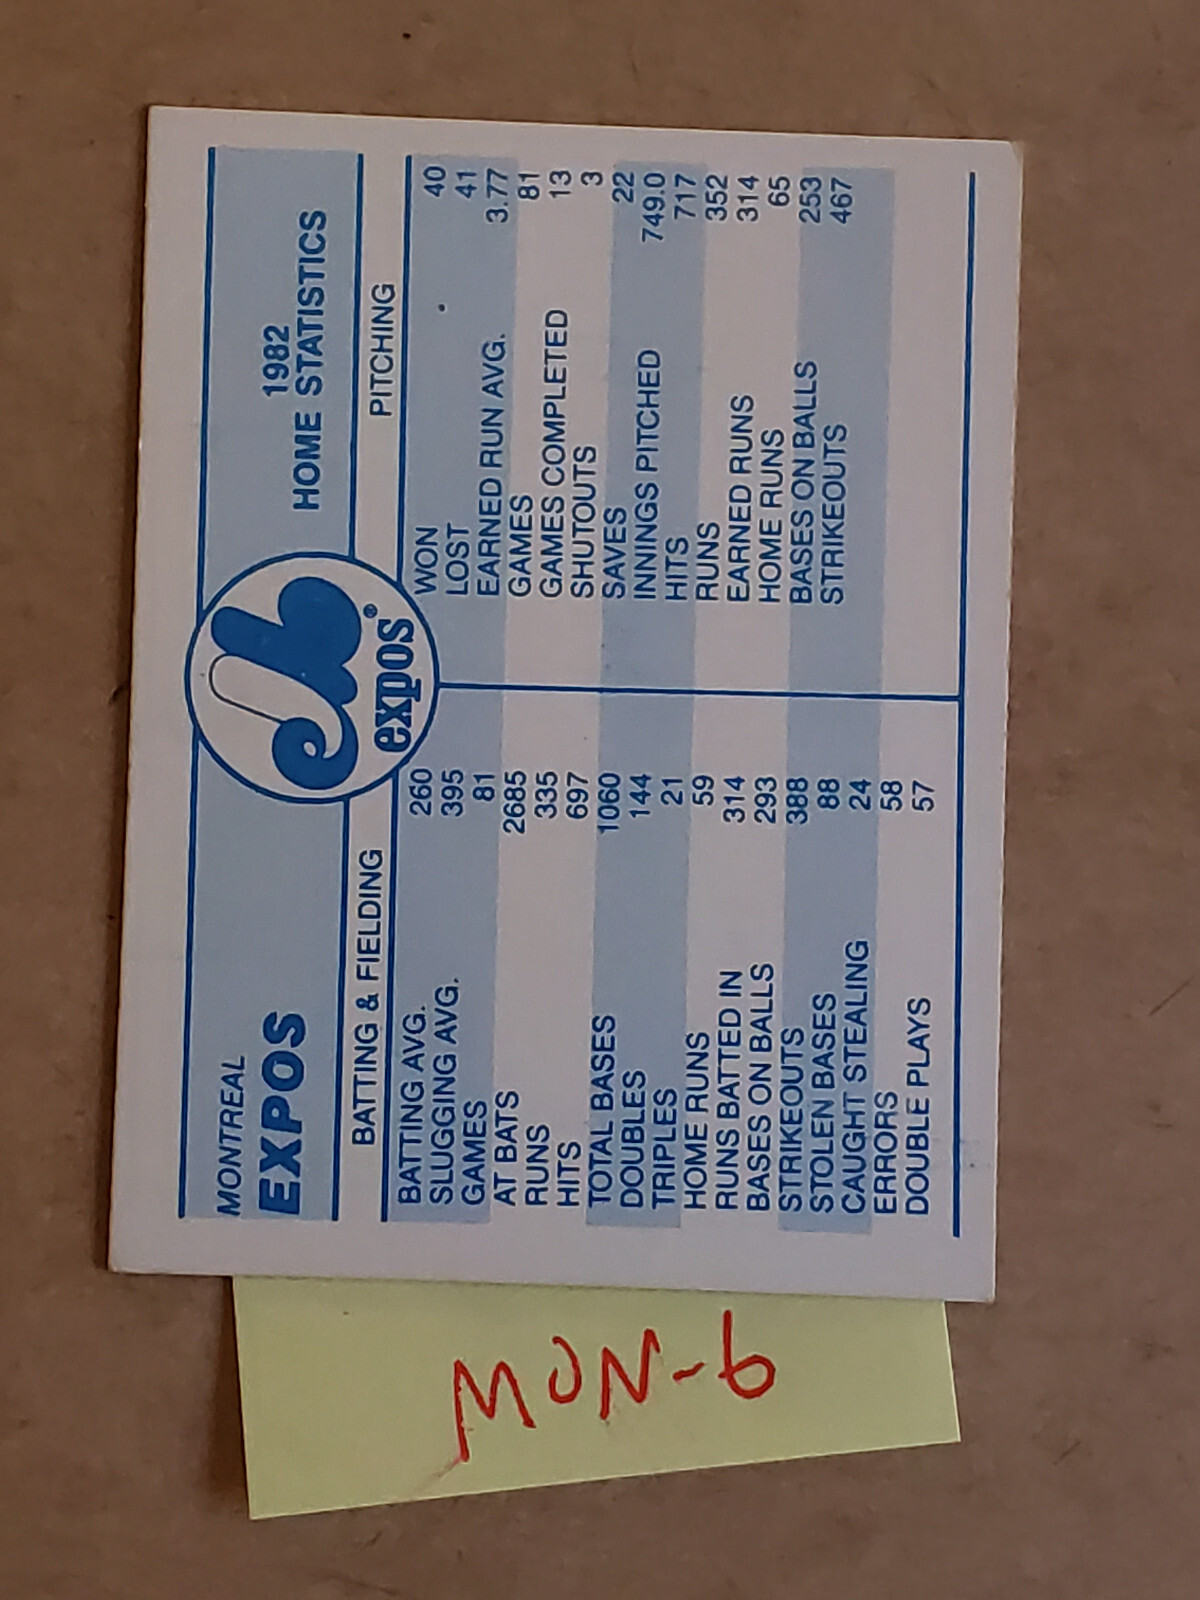 MONTREAL
EXPOS
expos®
1982
HOME STATISTICS
BATTING & FIELDING
BATTING AVG. 260
SLUGGING AVG. 395
GAMES 81
AT BATS 2685
RUNS 335
HITS 697
TOTAL BASES 1060
DOUBLES 144
TRIPLES 21
HOME RUNS 59
RUNS BATTED IN 314
BASES ON BALLS 293
STRIKEOUTS 388
STOLEN BASES 88
CAUGHT STEALING 24
ERRORS 58
DOUBLE PLAYS 57
PITCHING
WON 40
LOST 41
EARNED RUN AVG. 3.77
GAMES 81
GAMES COMPLETED 13
SHUTOUTS 3
SAVES 22
INNINGS PITCHED 749.0
HITS 717
RUNS 352
EARNED RUNS 314
HOME RUNS 65
BASES ON BALLS 253
STRIKEOUTS 467
MON-6